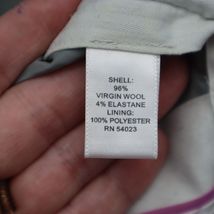 SHELL:
96%
VIRGIN WOOL
4% ELASTANE
LINING:
100% POLYESTER
RN 54023